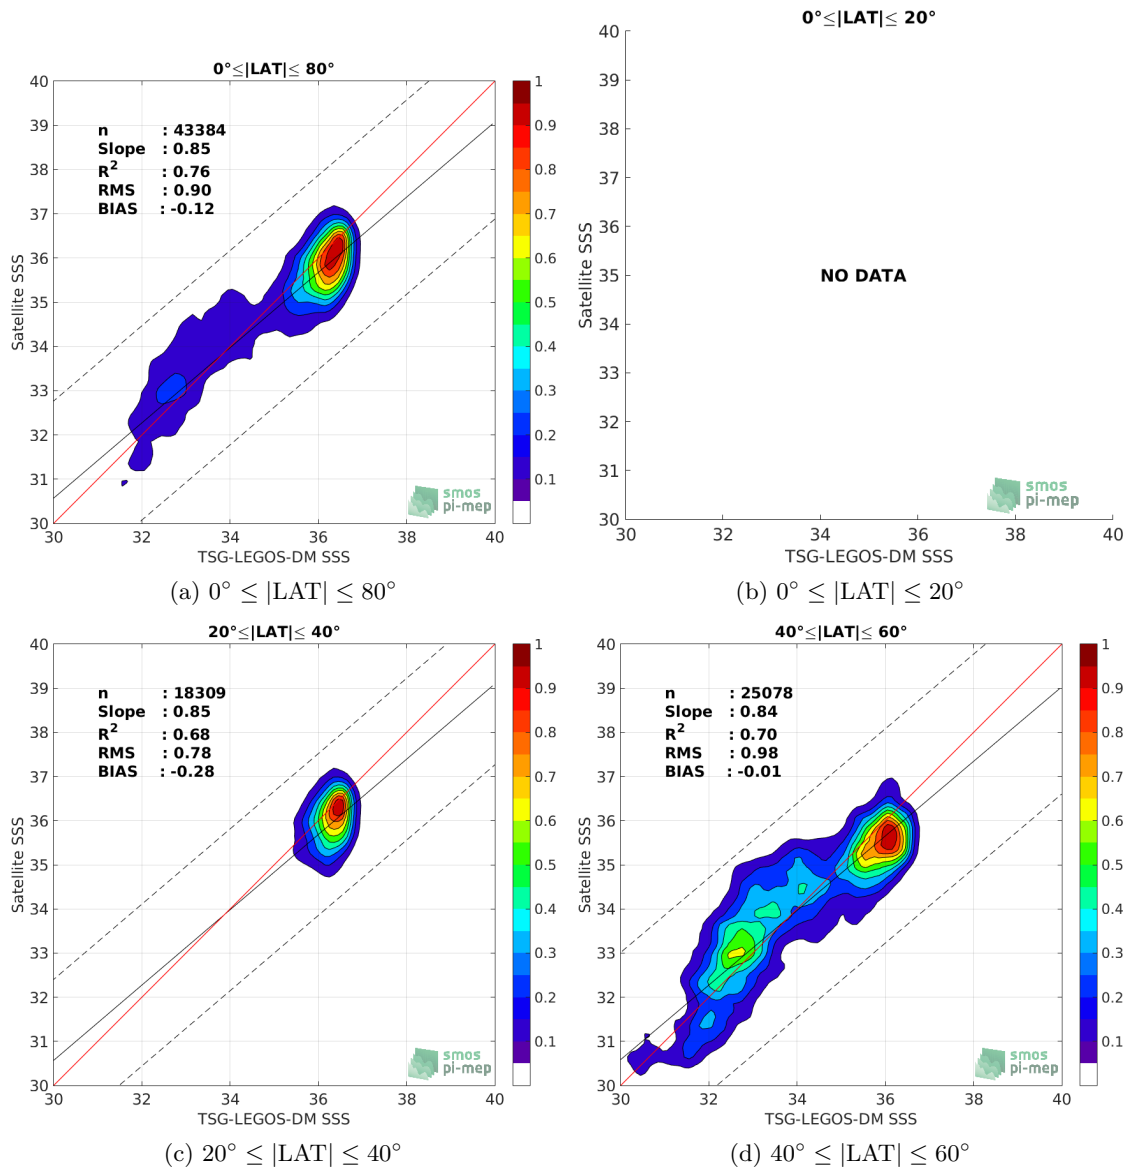 0°≤|LAT|≤ 80°
n : 43384
Slope : 0.85
R² : 0.76
RMS : 0.90
BIAS : -0.12
40
39
38
37
36
35
34
33
32
31
30
Satellite SSS
30 32 34 36 38 40
TSG-LEGOS-DM SSS
1
0.9
0.8
0.7
0.6
0.5
0.4
0.3
0.2
0.1
smos
pi-mep
(a) 0° ≤ |LAT| ≤ 80°
0°≤|LAT|≤ 20°
40
39
38
37
36
35
34
33
32
31
30
Satellite SSS
NO DATA
30 32 34 36 38 40
TSG-LEGOS-DM SSS
smos
pi-mep
(b) 0° ≤ |LAT| ≤ 20°
20°≤|LAT|≤ 40°
n : 18309
Slope : 0.85
R² : 0.68
RMS : 0.78
BIAS : -0.28
40
39
38
37
36
35
34
33
32
31
30
Satellite SSS
30 32 34 36 38 40
TSG-LEGOS-DM SSS
1
0.9
0.8
0.7
0.6
0.5
0.4
0.3
0.2
0.1
smos
pi-mep
(c) 20° ≤ |LAT| ≤ 40°
40°≤|LAT|≤ 60°
n : 25078
Slope : 0.84
R² : 0.70
RMS : 0.98
BIAS : -0.01
40
39
38
37
36
35
34
33
32
31
30
Satellite SSS
30 32 34 36 38 40
TSG-LEGOS-DM SSS
1
0.9
0.8
0.7
0.6
0.5
0.4
0.3
0.2
0.1
smos
pi-mep
(d) 40° ≤ |LAT| ≤ 60°